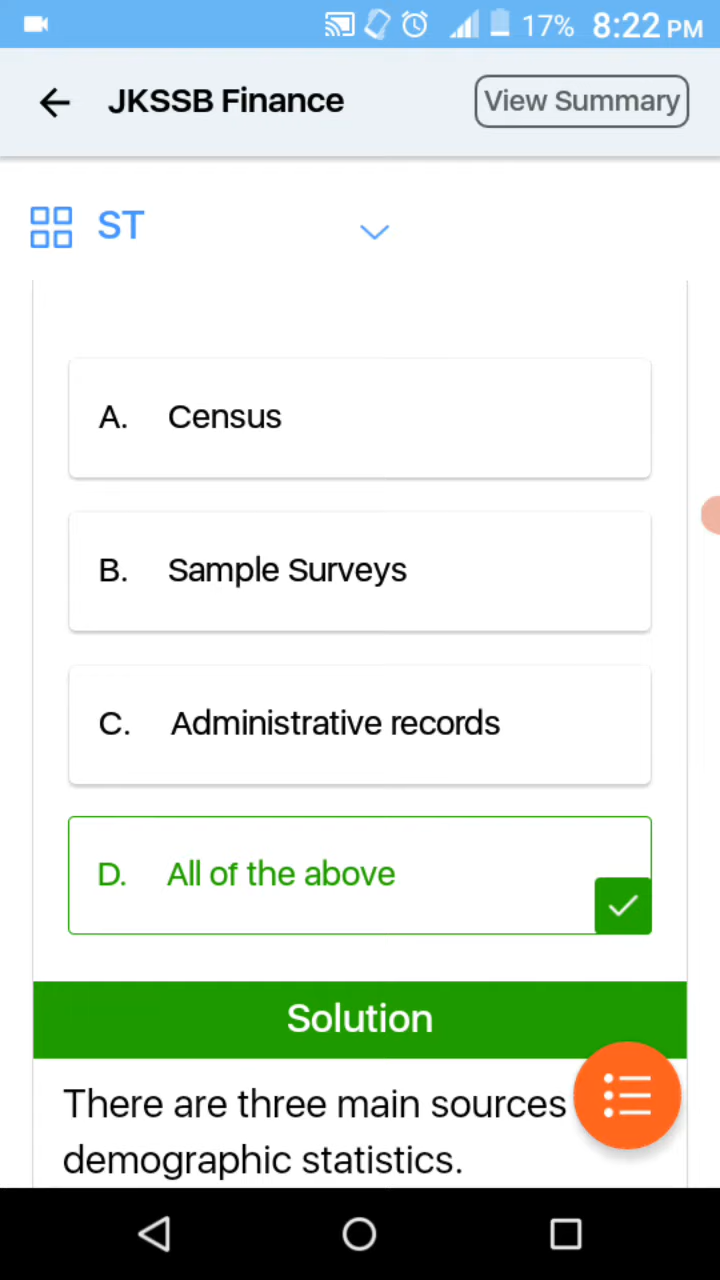 17% 8:22 PM
JKSSB Finance
View Summary
ST
A. Census
B. Sample Surveys
C. Administrative records
D. All of the above
Solution
There are three main sources
demographic statistics.